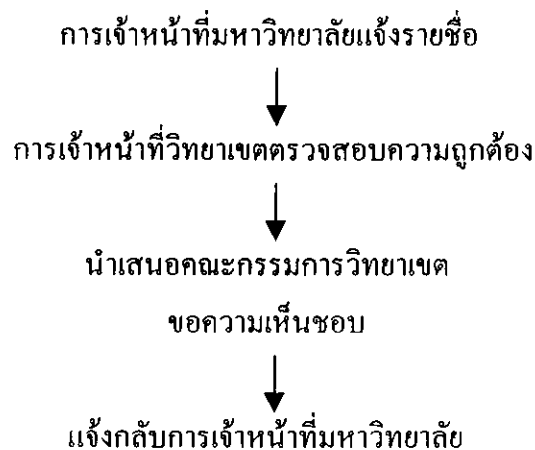 การเจ้าหน้าที่มหาวิทยาลัยแจ้งรายชื่อ
การเจ้าหน้าที่วิทยาเขตตรวจสอบความถูกต้อง
นำเสนอคณะกรรมการวิทยาเขต
ขอความเห็นชอบ
แจ้งกลับการเจ้าหน้าที่มหาวิทยาลัย